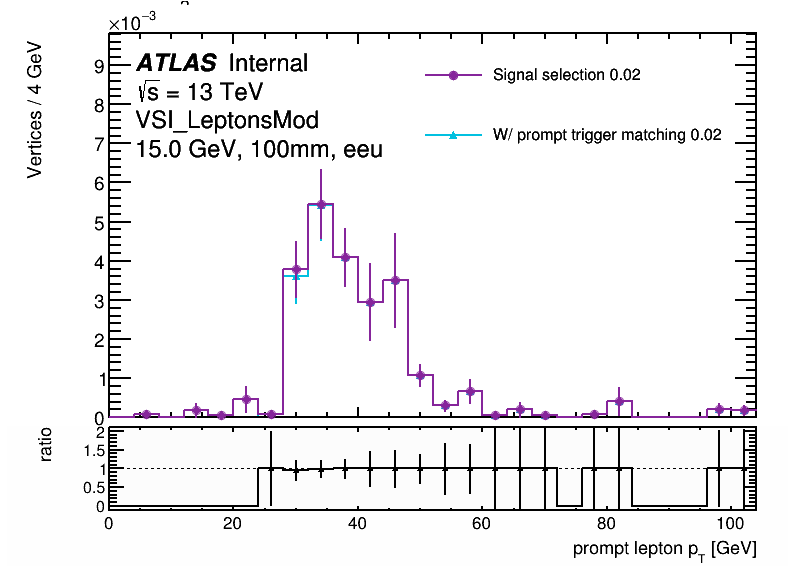 ×10⁻³
ATLAS Internal
√s = 13 TeV
VSI_LeptonsMod
15.0 GeV, 100mm, eeu
Signal selection 0.02
W/ prompt trigger matching 0.02
Vertices / 4 GeV
9
8
7
6
5
4
3
2
1
0
ratio
2
1.5
1
0.5
0
0 20 40 60 80 100
prompt lepton p_T [GeV]